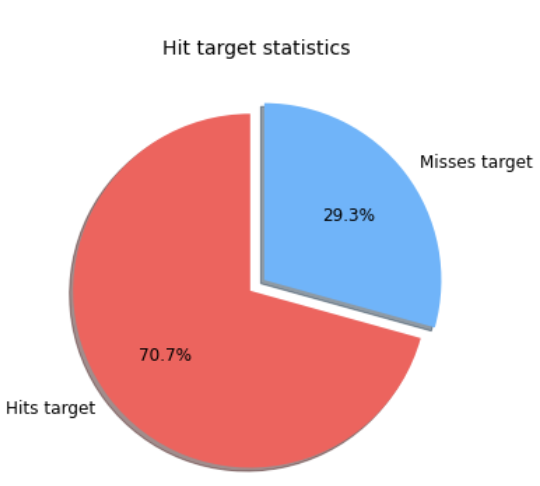 Hit target statistics
Misses target
29.3%
70.7%
Hits target